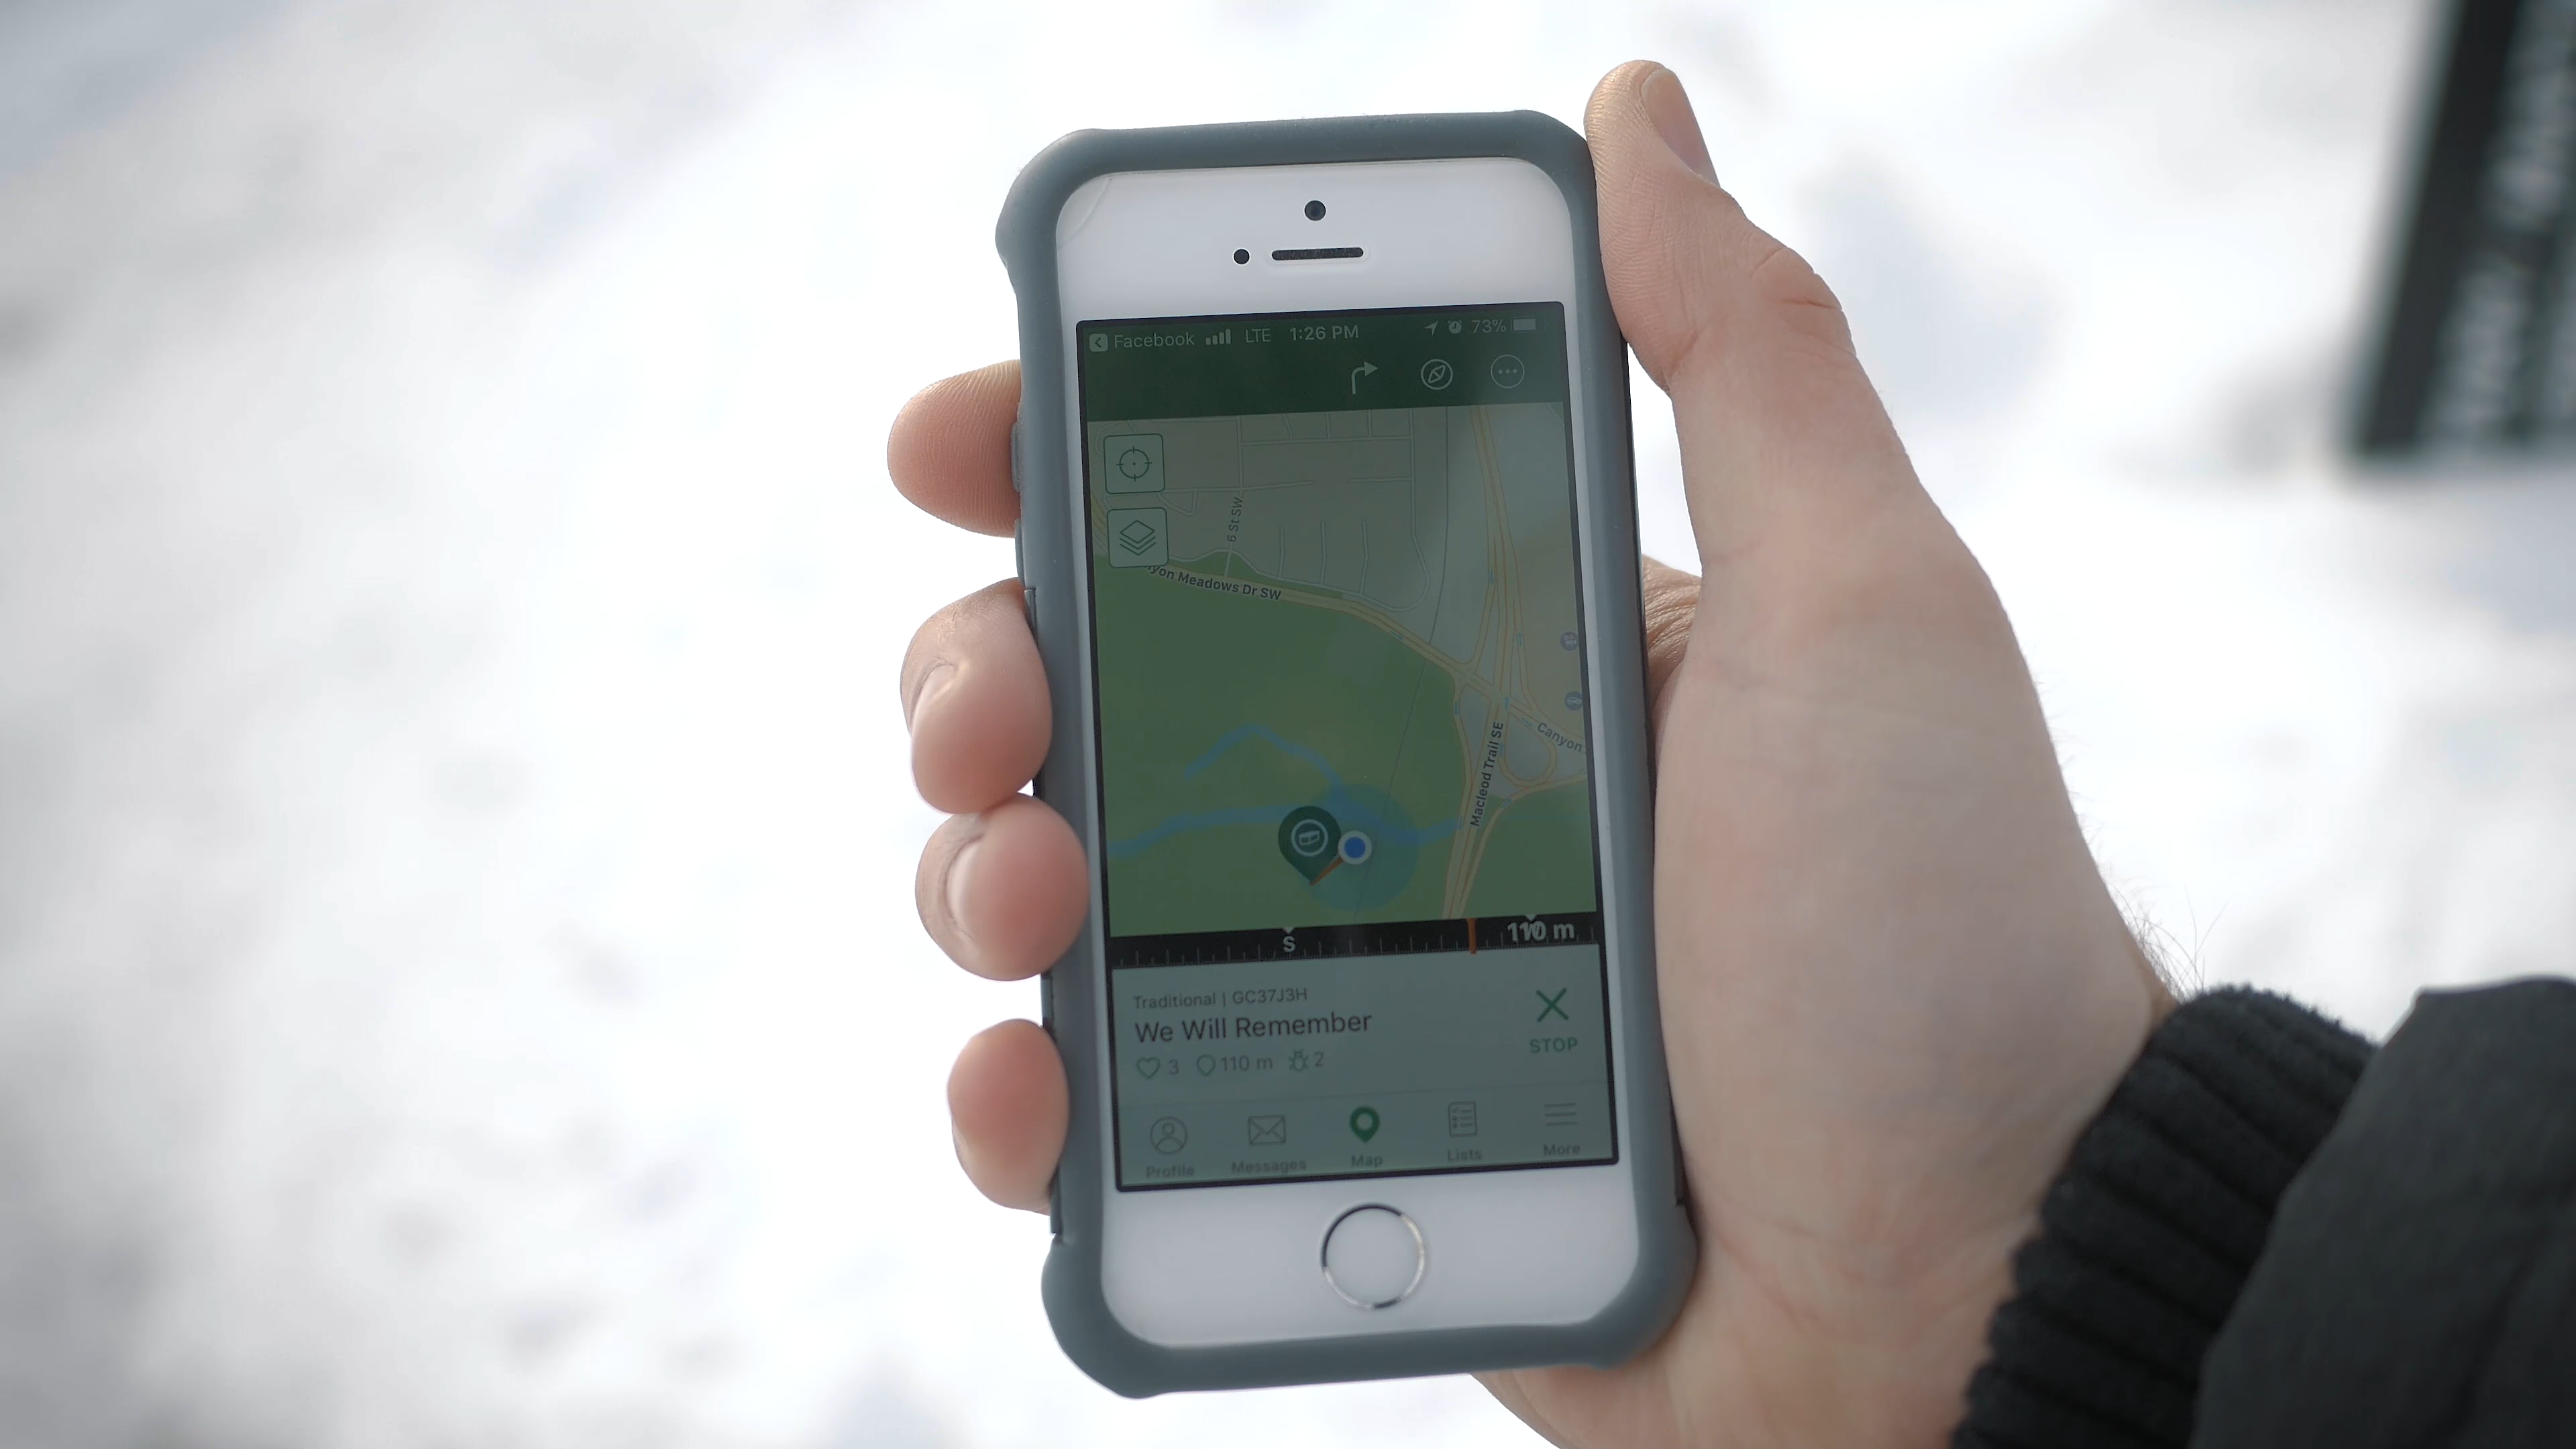 Facebook LTE 1:26 PM 73%
6 St SW
yon Meadows Dr SW
Canyon
Macleod Trail SE
S 110 m
Traditional | GC37J3H
We Will Remember
3 110 m 2
STOP
Profile Messages Map Lists More